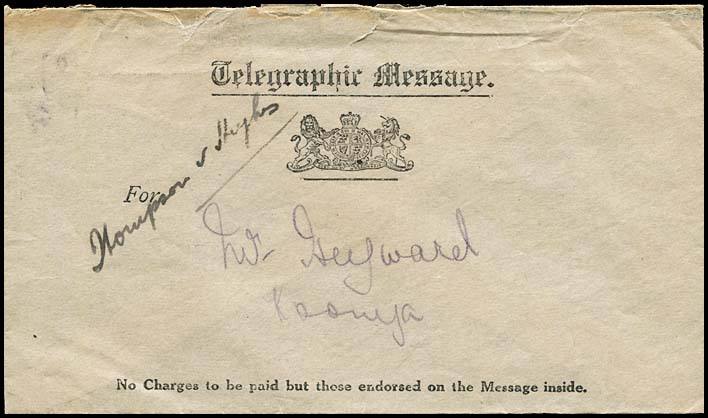 Telegraphic Message.
For
Thompson v Hughes
Mr Heyward
Koonya
No Charges to be paid but those endorsed on the Message inside.